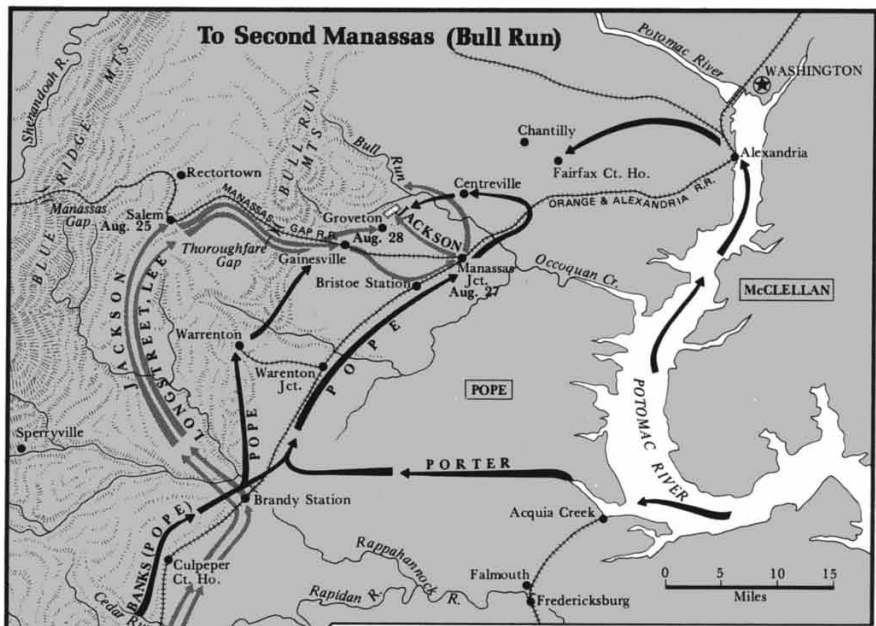 To Second Manassas (Bull Run)
Shenandoah R.
BLUE RIDGE MTS.
BULL RUN
MTS
Potomac River
WASHINGTON
Chantilly
Alexandria
Fairfax Ct. Ho.
Bull Run
Rectortown
Centreville
Manassas
Gap
Salem
Aug. 25
MANASSAS GAP R.R.
Groveton
JACKSON
ORANGE & ALEXANDRIA R.R.
Thoroughfare
Gap
Aug. 28
Gainesville
Manassas
Jct.
Aug. 27
Bristoe Station
Occoquan Cr.
McCLELLAN
JACKSON
LONGSTREET, LEE
Warrenton
POPE
Warenton
Jct.
POPE
POPE
POTOMAC RIVER
Sperryville
PORTER
Brandy Station
Acquia Creek
BANKS (POPE)
Culpeper
Ct. Ho.
Rappahannock R.
Rapidan R.
Falmouth
Fredericksburg
0 5 10 15
Miles